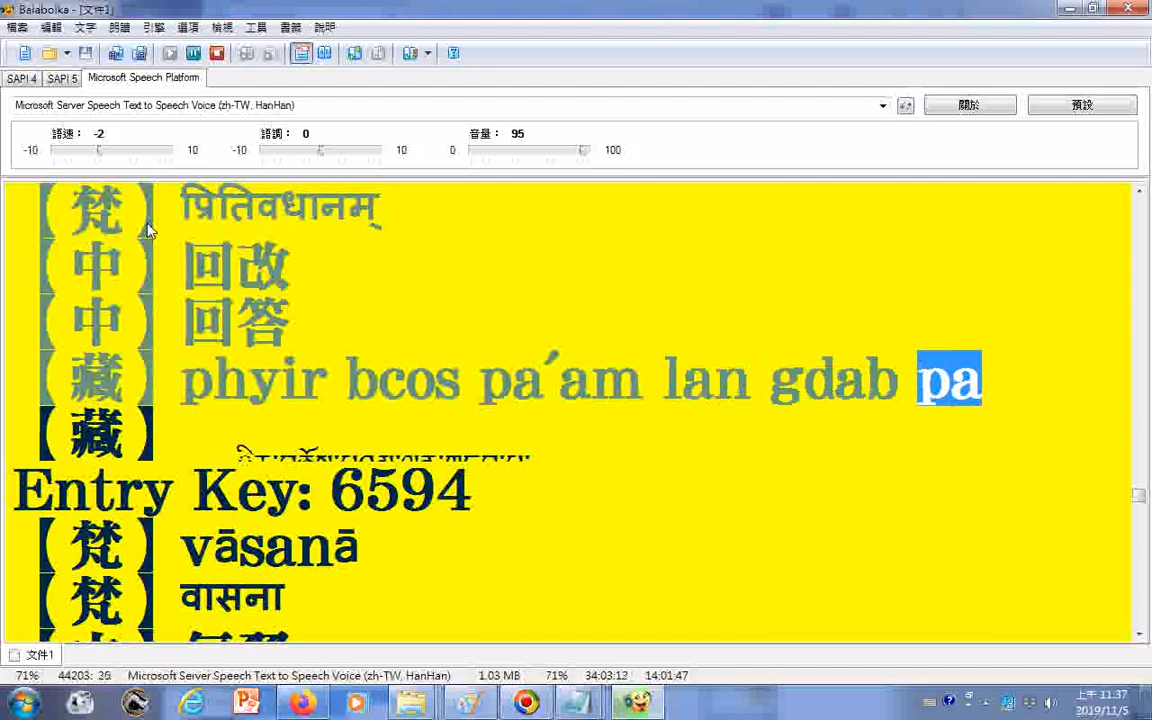 Balabolka - [文件1]
檔案 編輯 文字 朗讀 引擎 選項 檢視 工具 書籤 說明
SAPI 4 SAPI 5 Microsoft Speech Platform
Microsoft Server Speech Text to Speech Voice (zh-TW, HanHan) 關於 預設
語速： -2 語調： 0 音量： 95
-10 10 -10 10 0 100
【梵】 प्रितिवधानम्
【中】 回改
【中】 回答
【藏】 phyir bcos pa'am lan gdab pa
【藏】
Entry Key: 6594
【梵】 vāsanā
【梵】 वासना
文件1
71% 44203: 26 Microsoft Server Speech Text to Speech Voice (zh-TW, HanHan) 1.03 MB 71% 34:03:12 14:01:47
上午 11:37
2019/11/5